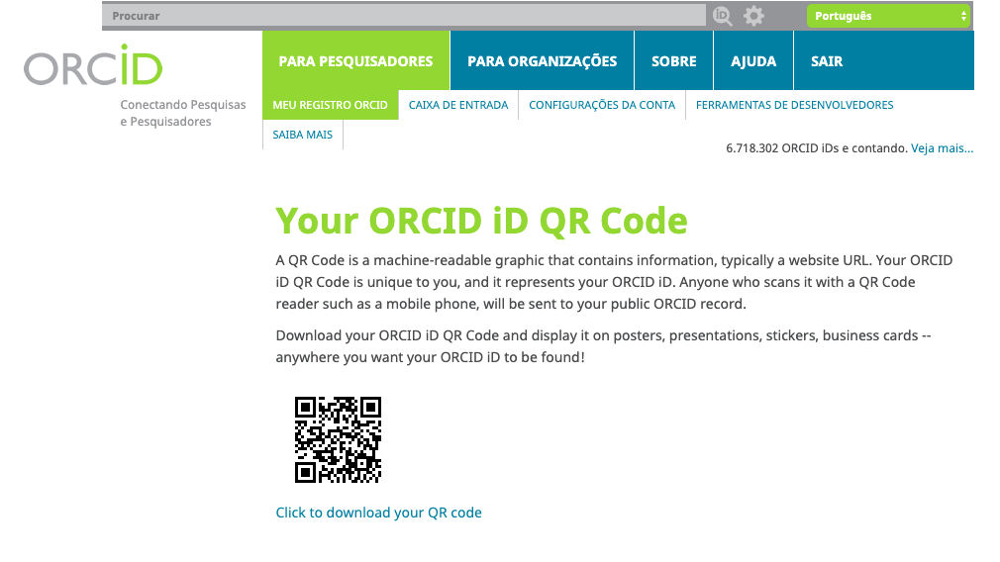 Procurar
iD
Português
ORCiD
Conectando Pesquisas
e Pesquisadores
PARA PESQUISADORES
PARA ORGANIZAÇÕES
SOBRE
AJUDA
SAIR
MEU REGISTRO ORCID
CAIXA DE ENTRADA
CONFIGURAÇÕES DA CONTA
FERRAMENTAS DE DESENVOLVEDORES
SAIBA MAIS
6.718.302 ORCID iDs e contando. Veja mais...
Your ORCID iD QR Code
A QR Code is a machine-readable graphic that contains information, typically a website URL. Your ORCID
iD QR Code is unique to you, and it represents your ORCID iD. Anyone who scans it with a QR Code
reader such as a mobile phone, will be sent to your public ORCID record.
Download your ORCID iD QR Code and display it on posters, presentations, stickers, business cards --
anywhere you want your ORCID iD to be found!
Click to download your QR code